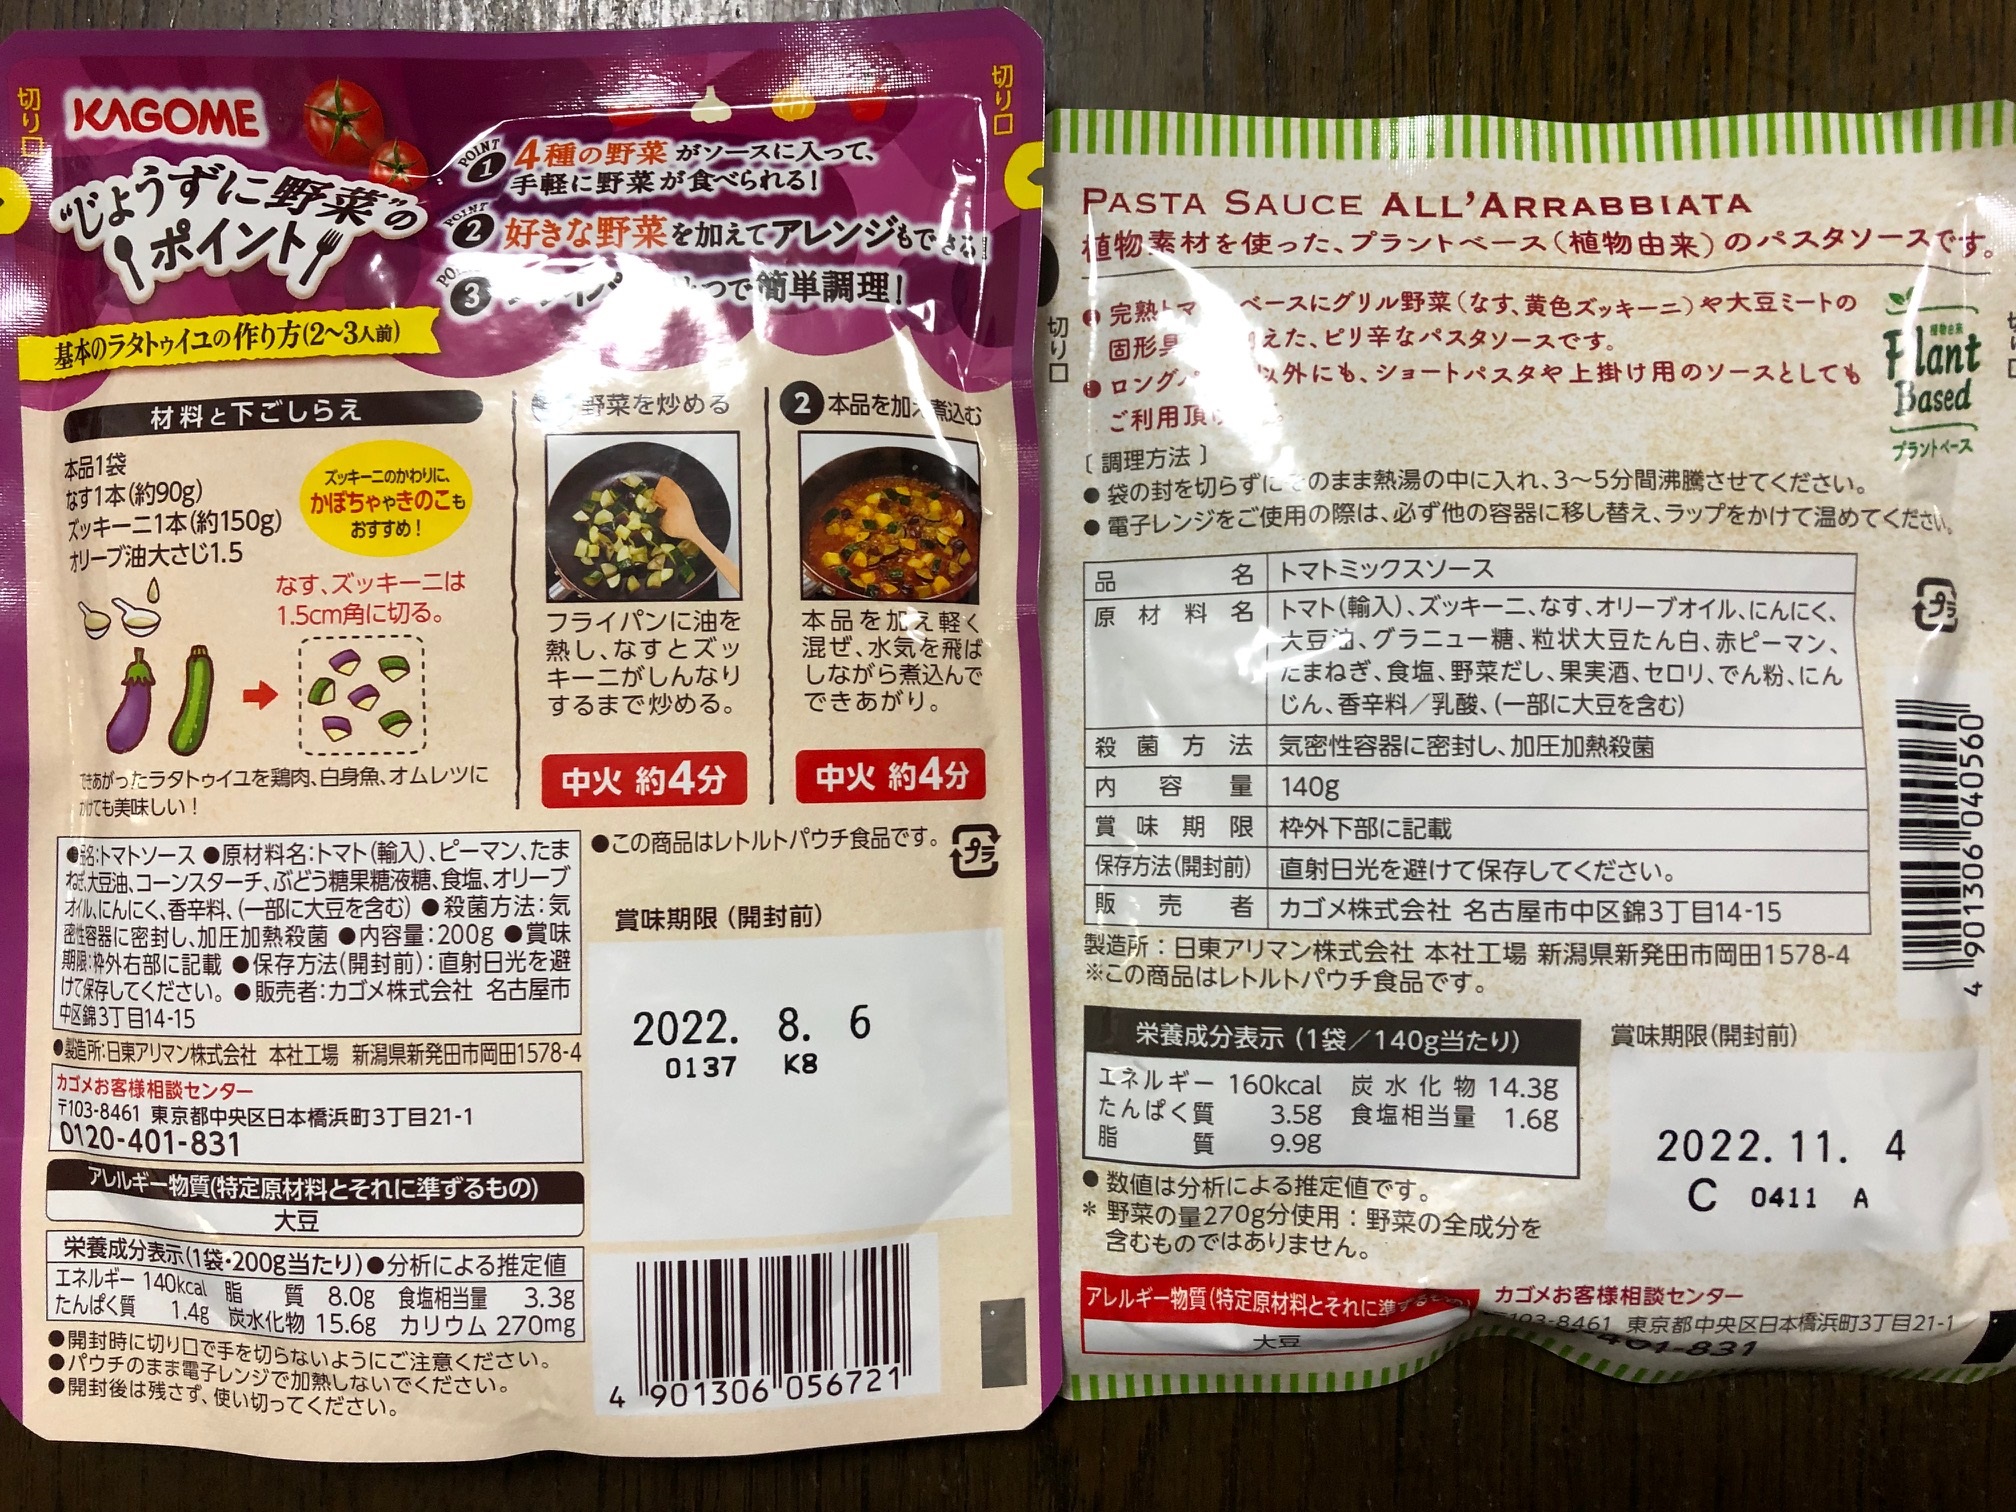 切り口
KAGOME
"じょうずに野菜"の
ポイント
切り口
POINT
1
4種の野菜がソースに入って、
手軽に野菜が食べられる!
POINT
2
好きな野菜を加えてアレンジもできる!
3
つで簡単調理!
基本のラタトゥイユの作り方(2〜3人前)
材料と下ごしらえ
本品1袋
なす1本(約90g)
ズッキーニ1本(約150g)
オリーブ油大さじ1.5
ズッキーニのかわりに、
かぼちゃやきのこも
おすすめ!
なす、ズッキーニは
1.5cm角に切る。
できあがったラタトゥイユを鶏肉、白身魚、オムレツに
かけても美味しい!
野菜を炒める
フライパンに油を
熱し、なすとズッ
キーニがしんなり
するまで炒める。
中火 約4分
2 本品を加え煮込む
本品を加え軽く
混ぜ、水気を飛ば
しながら煮込んで
できあがり。
中火 約4分
●品名:トマトソース ●原材料名:トマト(輸入)、ピーマン、たま
ねぎ、大豆油、コーンスターチ、ぶどう糖果糖液糖、食塩、オリーブ
オイル、にんにく、香辛料、(一部に大豆を含む) ●殺菌方法:気
密性容器に密封し、加圧加熱殺菌 ●内容量:200g ●賞味
期限:枠外右部に記載 ●保存方法(開封前):直射日光を避
けて保存してください。●販売者:カゴメ株式会社 名古屋市
中区錦3丁目14-15
●製造所:日東アリマン株式会社 本社工場 新潟県新発田市岡田1578-4
カゴメお客様相談センター
〒103-8461 東京都中央区日本橋浜町3丁目21-1
0120-401-831
アレルギー物質(特定原材料とそれに準ずるもの)
大豆
栄養成分表示(1袋・200g当たり)●分析による推定値
エネルギー 140kcal 脂質 8.0g 食塩相当量 3.3g
たんぱく質 1.4g 炭水化物 15.6g カリウム 270mg
●開封時に切り口で手を切らないようにご注意ください。
●パウチのまま電子レンジで加熱しないでください。
●開封後は残さず、使い切ってください。
●この商品はレトルトパウチ食品です。
プラ
賞味期限(開封前)
2022. 8. 6
0137 K8
4 901306 056721
PASTA SAUCE ALL'ARRABBIATA
植物素材を使った、プラントベース(植物由来)のパスタソースです。
切り口
●完熟トマ ベースにグリル野菜(なす、黄色ズッキーニ)や大豆ミートの
固形具 えた、ピリ辛なパスタソースです。
●ロングパ 以外にも、ショートパスタや上掛け用のソースとしても
ご利用頂
植物由来
Plant
Based
プラントベース
〔調理方法〕
●袋の封を切らずにそのまま熱湯の中に入れ、3〜5分間沸騰させてください。
●電子レンジをご使用の際は、必ず他の容器に移し替え、ラップをかけて温めてください。
品名 トマトミックスソース
原材料名 トマト(輸入)、ズッキーニ、なす、オリーブオイル、にんにく、
大豆油、グラニュー糖、粒状大豆たん白、赤ピーマン、
たまねぎ、食塩、野菜だし、果実酒、セロリ、でん粉、にん
じん、香辛料/乳酸、(一部に大豆を含む)
殺菌方法 気密性容器に密封し、加圧加熱殺菌
内容量 140g
賞味期限 枠外下部に記載
保存方法(開封前) 直射日光を避けて保存してください。
販売者 カゴメ株式会社 名古屋市中区錦3丁目14-15
製造所:日東アリマン株式会社 本社工場 新潟県新発田市岡田1578-4
※この商品はレトルトパウチ食品です。
プラ
4 901306 040560
栄養成分表示(1袋/140g当たり)
エネルギー 160kcal 炭水化物 14.3g
たんぱく質 3.5g 食塩相当量 1.6g
脂質 9.9g
●数値は分析による推定値です。
*野菜の量270g分使用:野菜の全成分を
含むものではありません。
賞味期限(開封前)
2022. 11. 4
C 0411 A
アレルギー物質(特定原材料とそれに準ずるもの)
大豆
カゴメお客様相談センター
〒103-8461 東京都中央区日本橋浜町3丁目21-1
-401-831